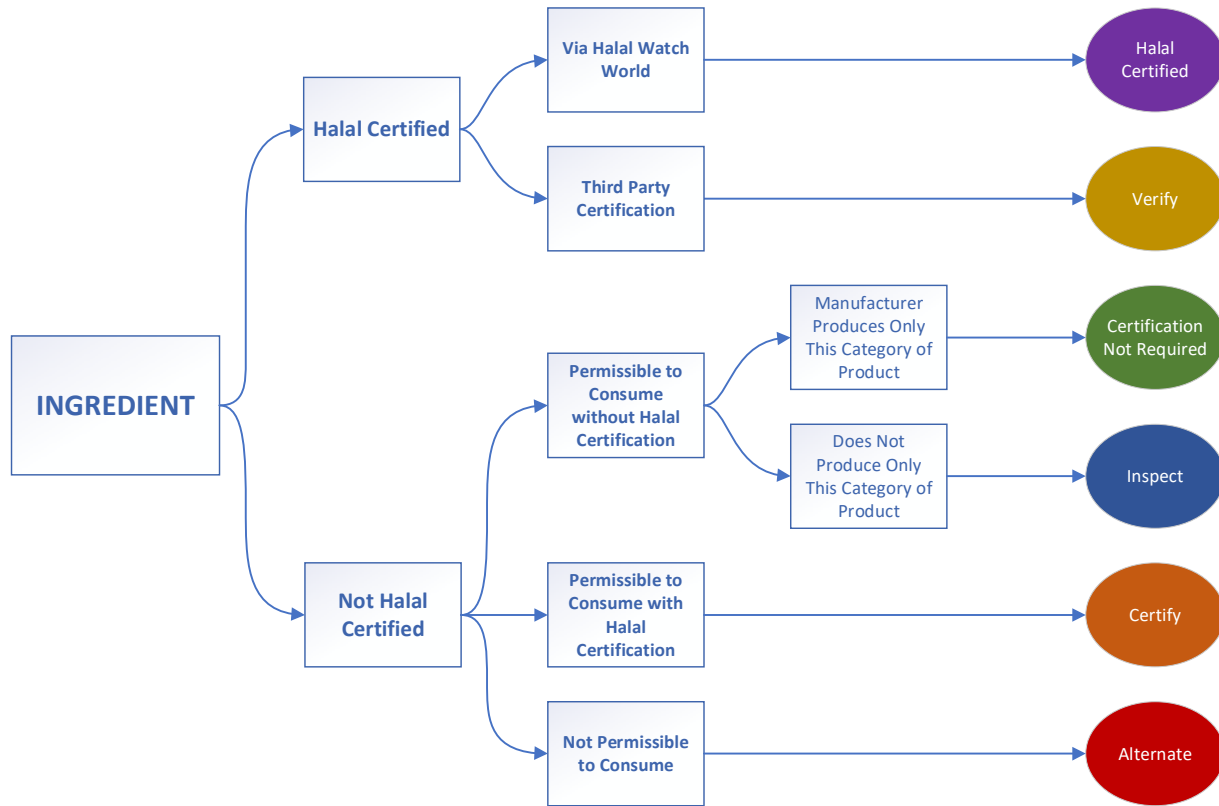 Via Halal Watch
World
Halal
Certified
Halal Certified
Third Party
Certification
Verify
INGREDIENT
Manufacturer
Produces Only
This Category of
Product
Certification
Not Required
Permissible to
Consume
without Halal
Certification
Does Not
Produce Only
This Category of
Product
Inspect
Not Halal
Certified
Permissible to
Consume with
Halal
Certification
Certify
Not Permissible
to Consume
Alternate